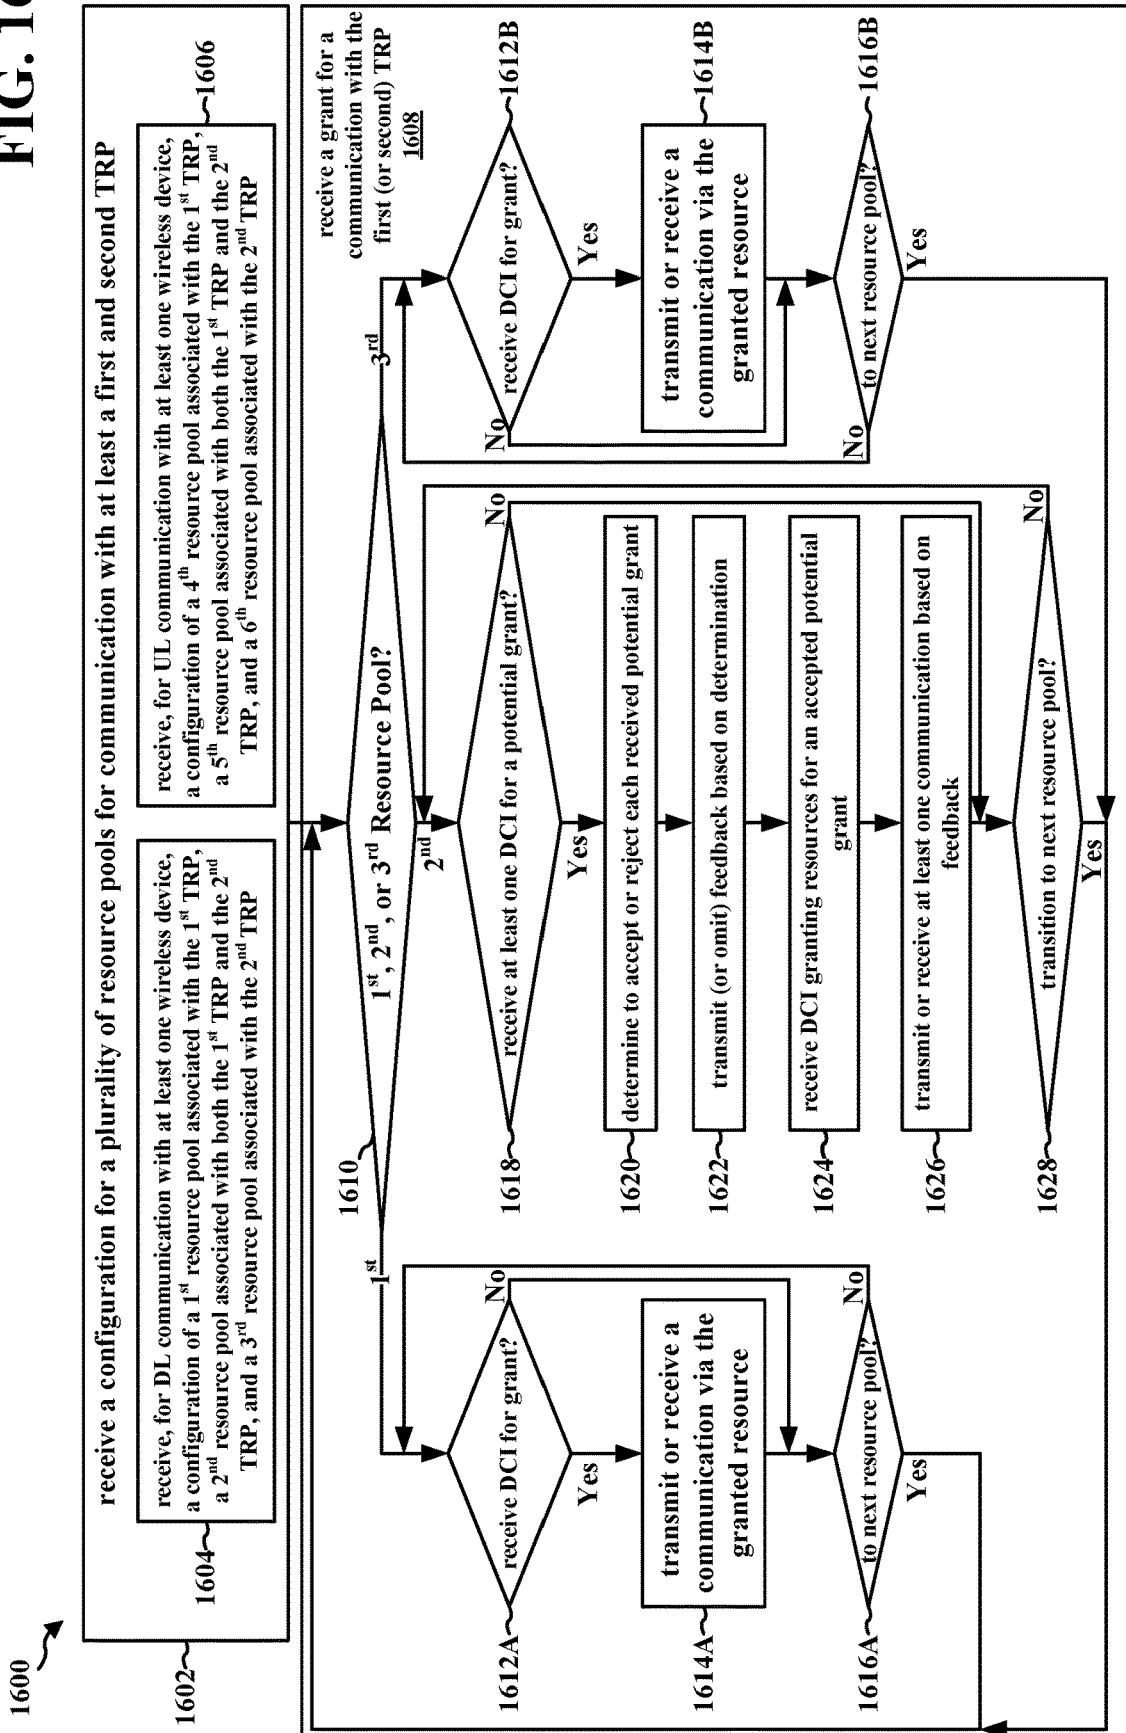 FIG. 16
1600
1602
receive a configuration for a plurality of resource pools for communication with at least a first and second TRP
1604
receive, for DL communication with at least one wireless device,
a configuration of a 1st resource pool associated with the 1st TRP,
a 2nd resource pool associated with both the 1st TRP and the 2nd
TRP, and a 3rd resource pool associated with the 2nd TRP
1606
receive, for UL communication with at least one wireless device,
a configuration of a 4th resource pool associated with the 1st TRP,
a 5th resource pool associated with both the 1st TRP and the 2nd
TRP, and a 6th resource pool associated with the 2nd TRP
receive a grant for a
communication with the
first (or second) TRP
1608
1610
1st, 2nd, or 3rd Resource Pool?
1st
2nd
3rd
1612A
receive DCI for grant?
No
Yes
1614A
transmit or receive a
communication via the
granted resource
1616A
to next resource pool?
No
Yes
1618
receive at least one DCI for a potential grant?
No
Yes
1620
determine to accept or reject each received potential grant
1622
transmit (or omit) feedback based on determination
1624
receive DCI granting resources for an accepted potential
grant
1626
transmit or receive at least one communication based on
feedback
1628
transition to next resource pool?
No
Yes
1612B
receive DCI for grant?
No
Yes
1614B
transmit or receive a
communication via the
granted resource
1616B
to next resource pool?
No
Yes